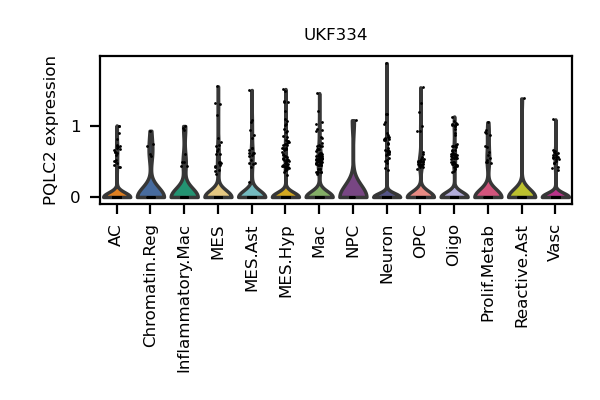 UKF334
PQLC2 expression
1
0
AC
Chromatin.Reg
Inflammatory.Mac
MES
MES.Ast
MES.Hyp
Mac
NPC
Neuron
OPC
Oligo
Prolif.Metab
Reactive.Ast
Vasc